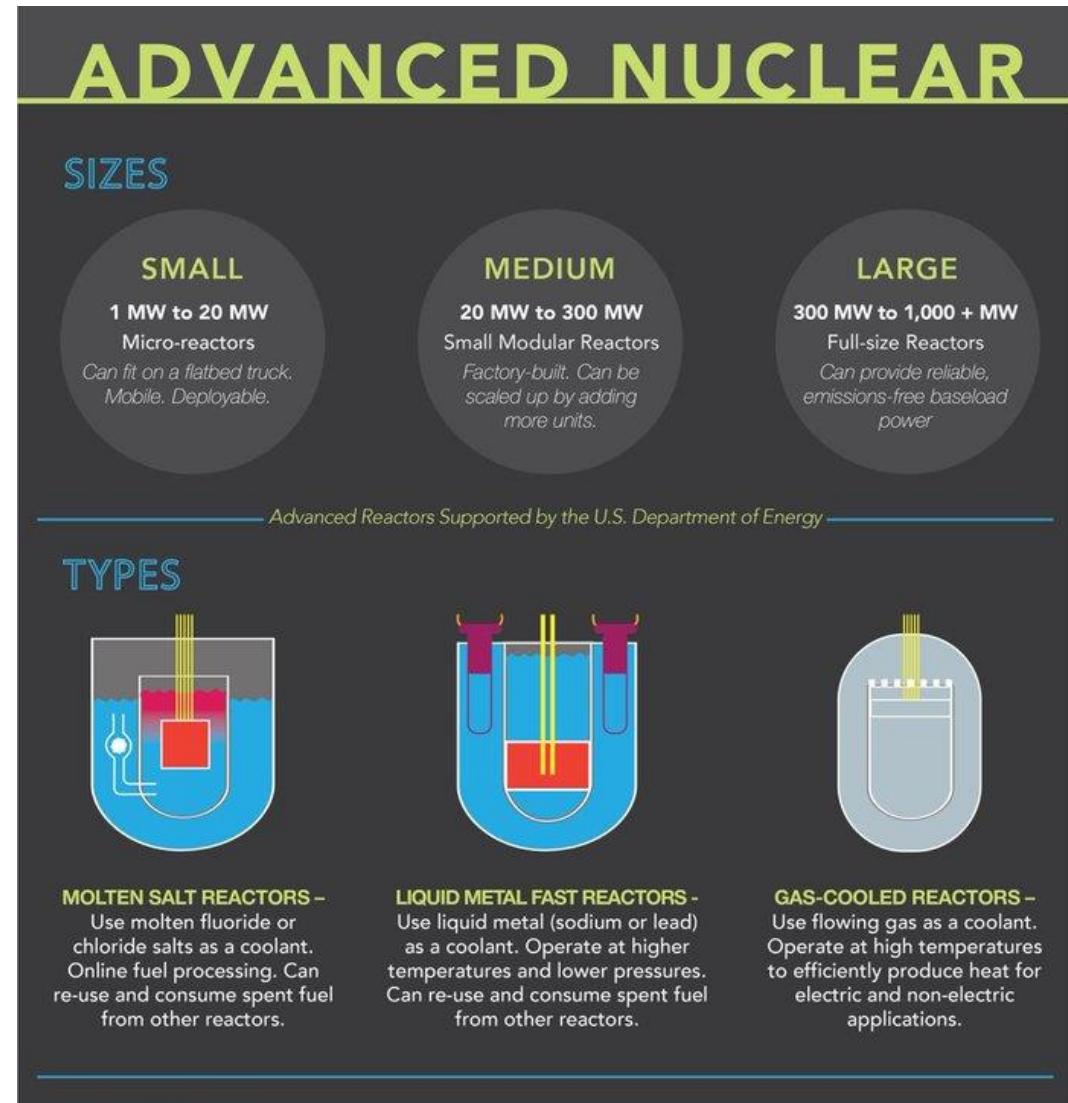 ADVANCED NUCLEAR
SIZES
SMALL
1 MW to 20 MW
Micro-reactors
Can fit on a flatbed truck.
Mobile. Deployable.
MEDIUM
20 MW to 300 MW
Small Modular Reactors
Factory-built. Can be
scaled up by adding
more units.
LARGE
300 MW to 1,000 + MW
Full-size Reactors
Can provide reliable,
emissions-free baseload
power
Advanced Reactors Supported by the U.S. Department of Energy
TYPES
MOLTEN SALT REACTORS –
Use molten fluoride or
chloride salts as a coolant.
Online fuel processing. Can
re-use and consume spent fuel
from other reactors.
LIQUID METAL FAST REACTORS -
Use liquid metal (sodium or lead)
as a coolant. Operate at higher
temperatures and lower pressures.
Can re-use and consume spent fuel
from other reactors.
GAS-COOLED REACTORS –
Use flowing gas as a coolant.
Operate at high temperatures
to efficiently produce heat for
electric and non-electric
applications.